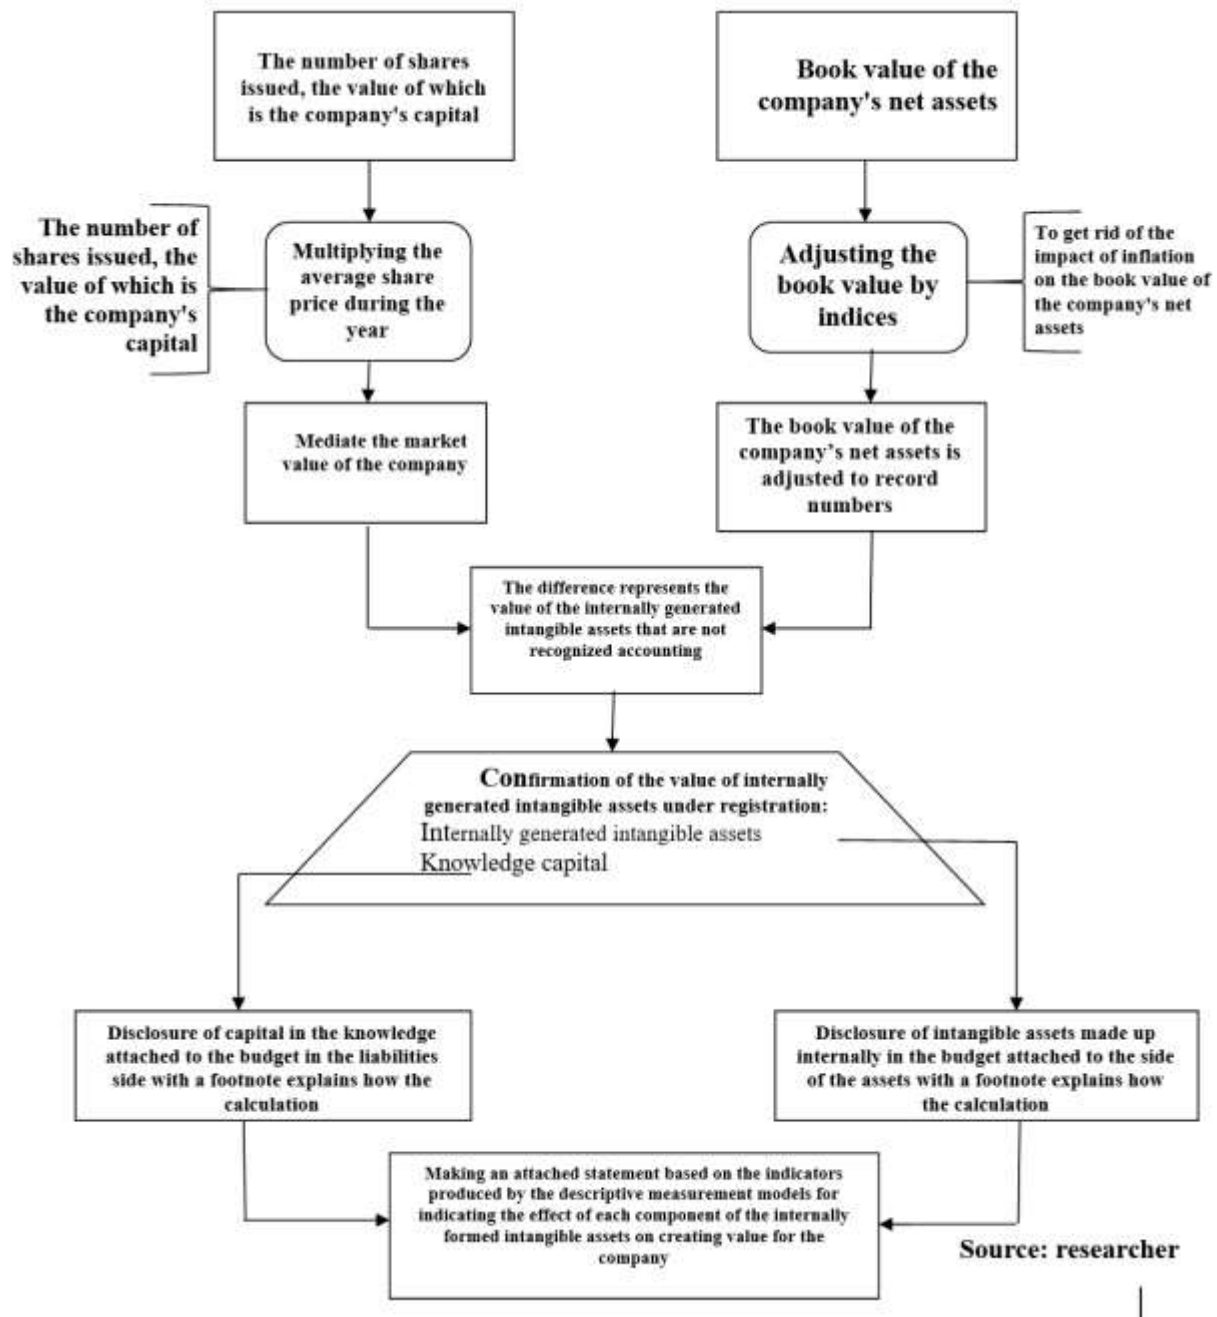 The number of shares
issued, the value of which
is the company's capital
Book value of the
company's net assets
The number of
shares issued, the
value of which is
the company's
capital
Multiplying the
average share
price during the
year
Adjusting the
book value by
indices
To get rid of the
impact of inflation
on the book value of
the company's net
assets
Mediate the market
value of the company
The book value of the
company's net assets is
adjusted to record
numbers
The difference represents the
value of the internally generated
intangible assets that are not
recognized accounting
Confirmation of the value of internally
generated intangible assets under registration:
Internally generated intangible assets
Knowledge capital
Disclosure of capital in the knowledge
attached to the budget in the liabilities
side with a footnote explains how the
calculation
Disclosure of intangible assets made up
internally in the budget attached to the side
of the assets with a footnote explains how
the calculation
Making an attached statement based on the indicators
produced by the descriptive measurement models for
indicating the effect of each component of the internally
formed intangible assets on creating value for the
company
Source: researcher